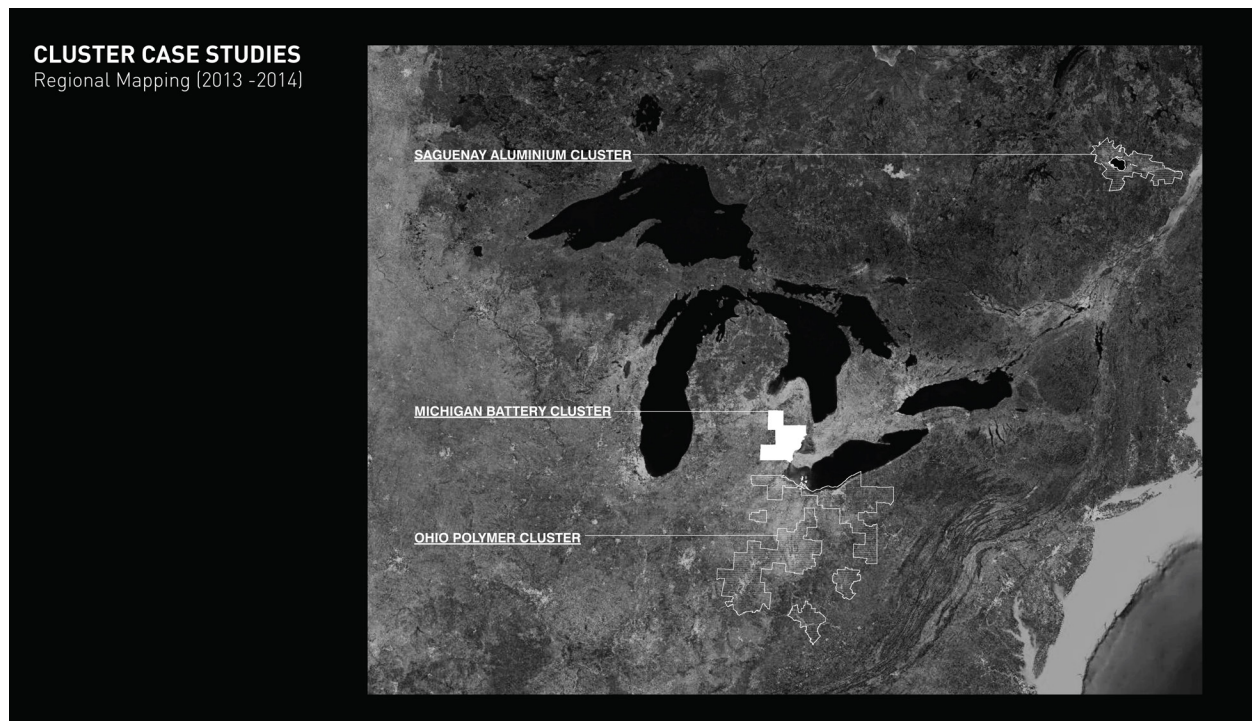 CLUSTER CASE STUDIES
Regional Mapping (2013 -2014)
SAGUENAY ALUMINIUM CLUSTER
MICHIGAN BATTERY CLUSTER
OHIO POLYMER CLUSTER